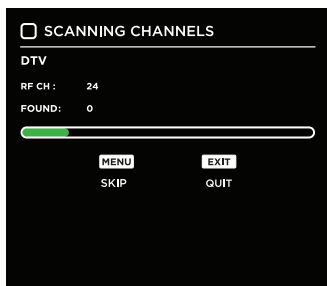 SCANNING CHANNELS
DTV
RF CH : 24
FOUND: 0
MENU EXIT
SKIP QUIT